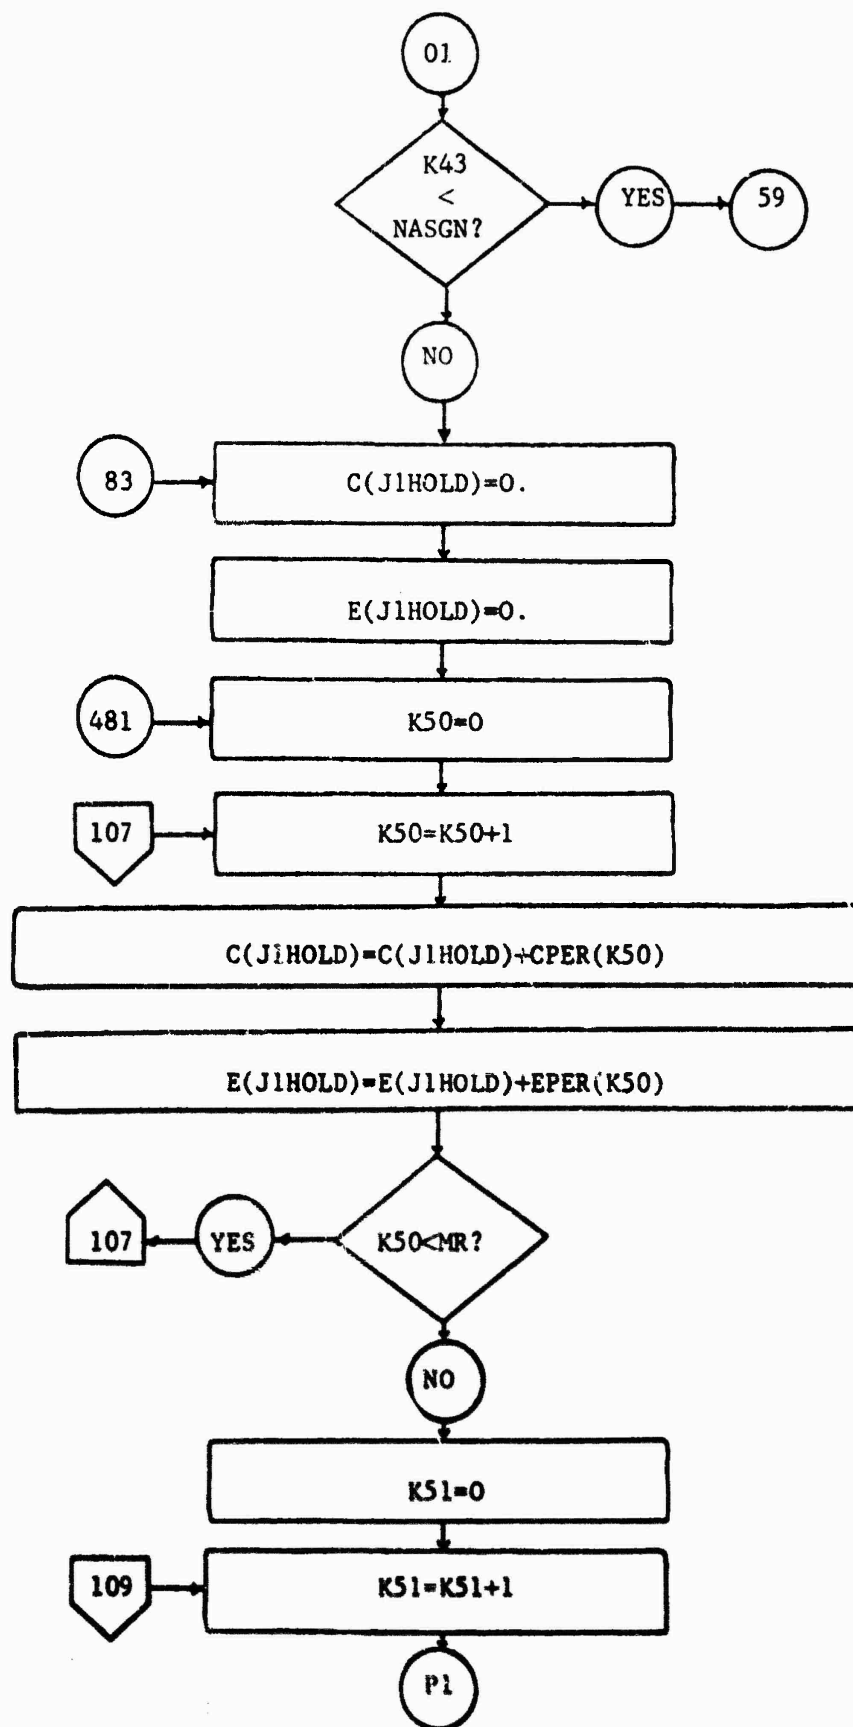 01
K43
<
NASGN?
YES
59
NO
83
C(J1HOLD)=0.
E(J1HOLD)=0.
481
K50=0
107
K50=K50+1
C(J1HOLD)=C(J1HOLD)+CPER(K50)
E(J1HOLD)=E(J1HOLD)+EPER(K50)
107
YES
K50<MR?
NO
K51=0
109
K51=K51+1
P1